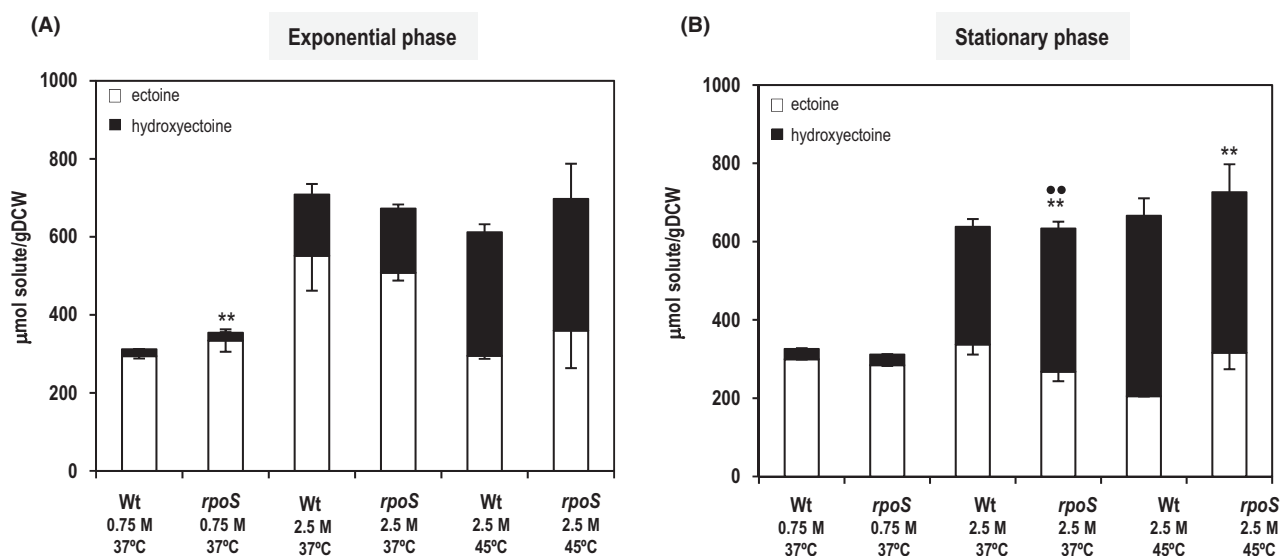 (A)
Exponential phase
1000
800
600
400
200
0
µmol solute/gDCW
ectoine
hydroxyectoine
**
Wt
0.75 M
37ºC
rpoS
0.75 M
37ºC
Wt
2.5 M
37ºC
rpoS
2.5 M
37ºC
Wt
2.5 M
45ºC
rpoS
2.5 M
45ºC
(B)
Stationary phase
1000
800
600
400
200
0
µmol solute/gDCW
ectoine
hydroxyectoine
••
**
**
Wt
0.75 M
37ºC
rpoS
0.75 M
37ºC
Wt
2.5 M
37ºC
rpoS
2.5 M
37ºC
Wt
2.5 M
45ºC
rpoS
2.5 M
45ºC